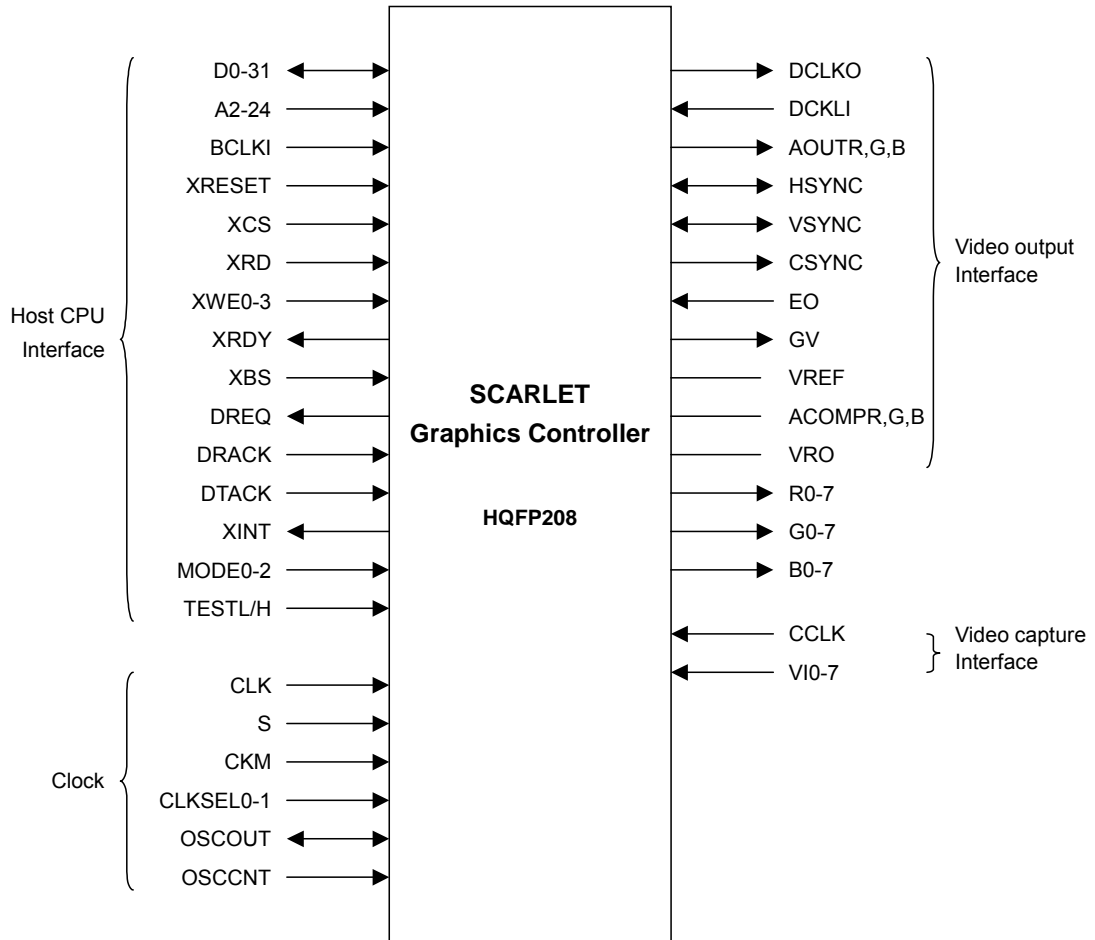 Host CPU
Interface
D0-31
A2-24
BCLKI
XRESET
XCS
XRD
XWE0-3
XRDY
XBS
DREQ
DRACK
DTACK
XINT
MODE0-2
TESTL/H
Clock
CLK
S
CKM
CLKSEL0-1
OSCOUT
OSCCNT
SCARLET
Graphics Controller
HQFP208
DCLKO
DCKLI
AOUTR,G,B
HSYNC
VSYNC
CSYNC
EO
GV
VREF
ACOMPR,G,B
VRO
R0-7
G0-7
B0-7
Video output
Interface
CCLK
VI0-7
Video capture
Interface